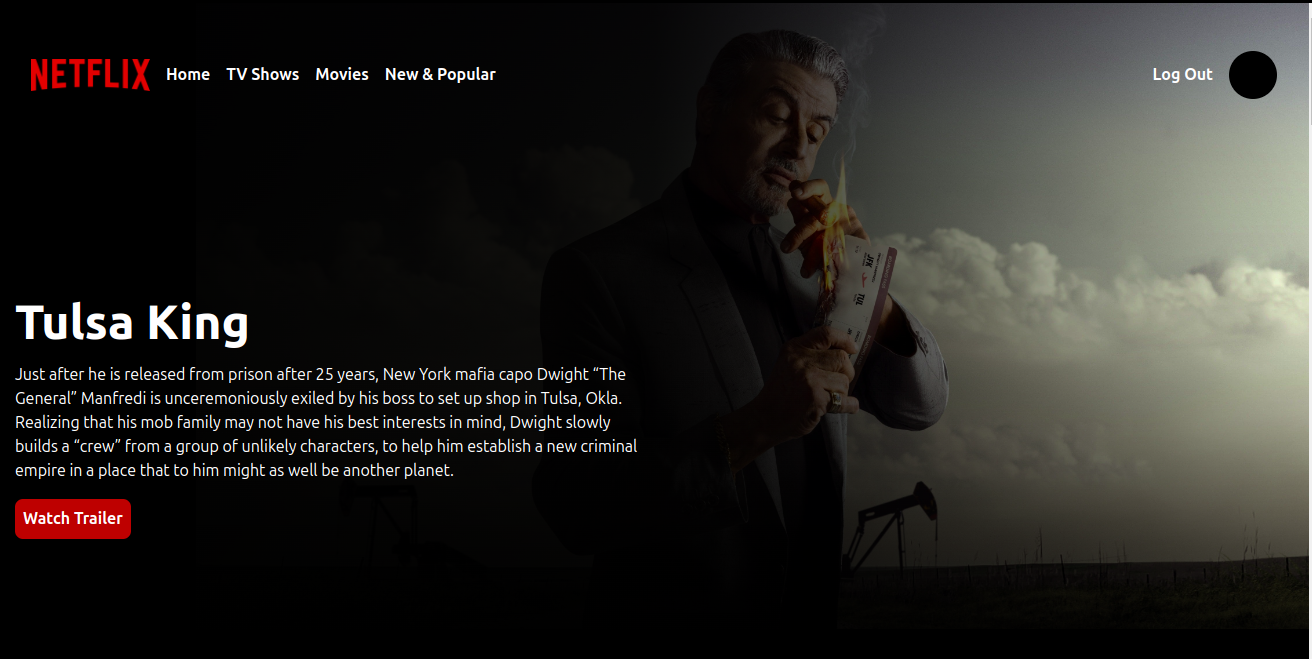 NETFLIX Home TV Shows Movies New & Popular Log Out
JFK
TUL
Tulsa King
Just after he is released from prison after 25 years, New York mafia capo Dwight “The
General” Manfredi is unceremoniously exiled by his boss to set up shop in Tulsa, Okla.
Realizing that his mob family may not have his best interests in mind, Dwight slowly
builds a “crew” from a group of unlikely characters, to help him establish a new criminal
empire in a place that to him might as well be another planet.
Watch Trailer